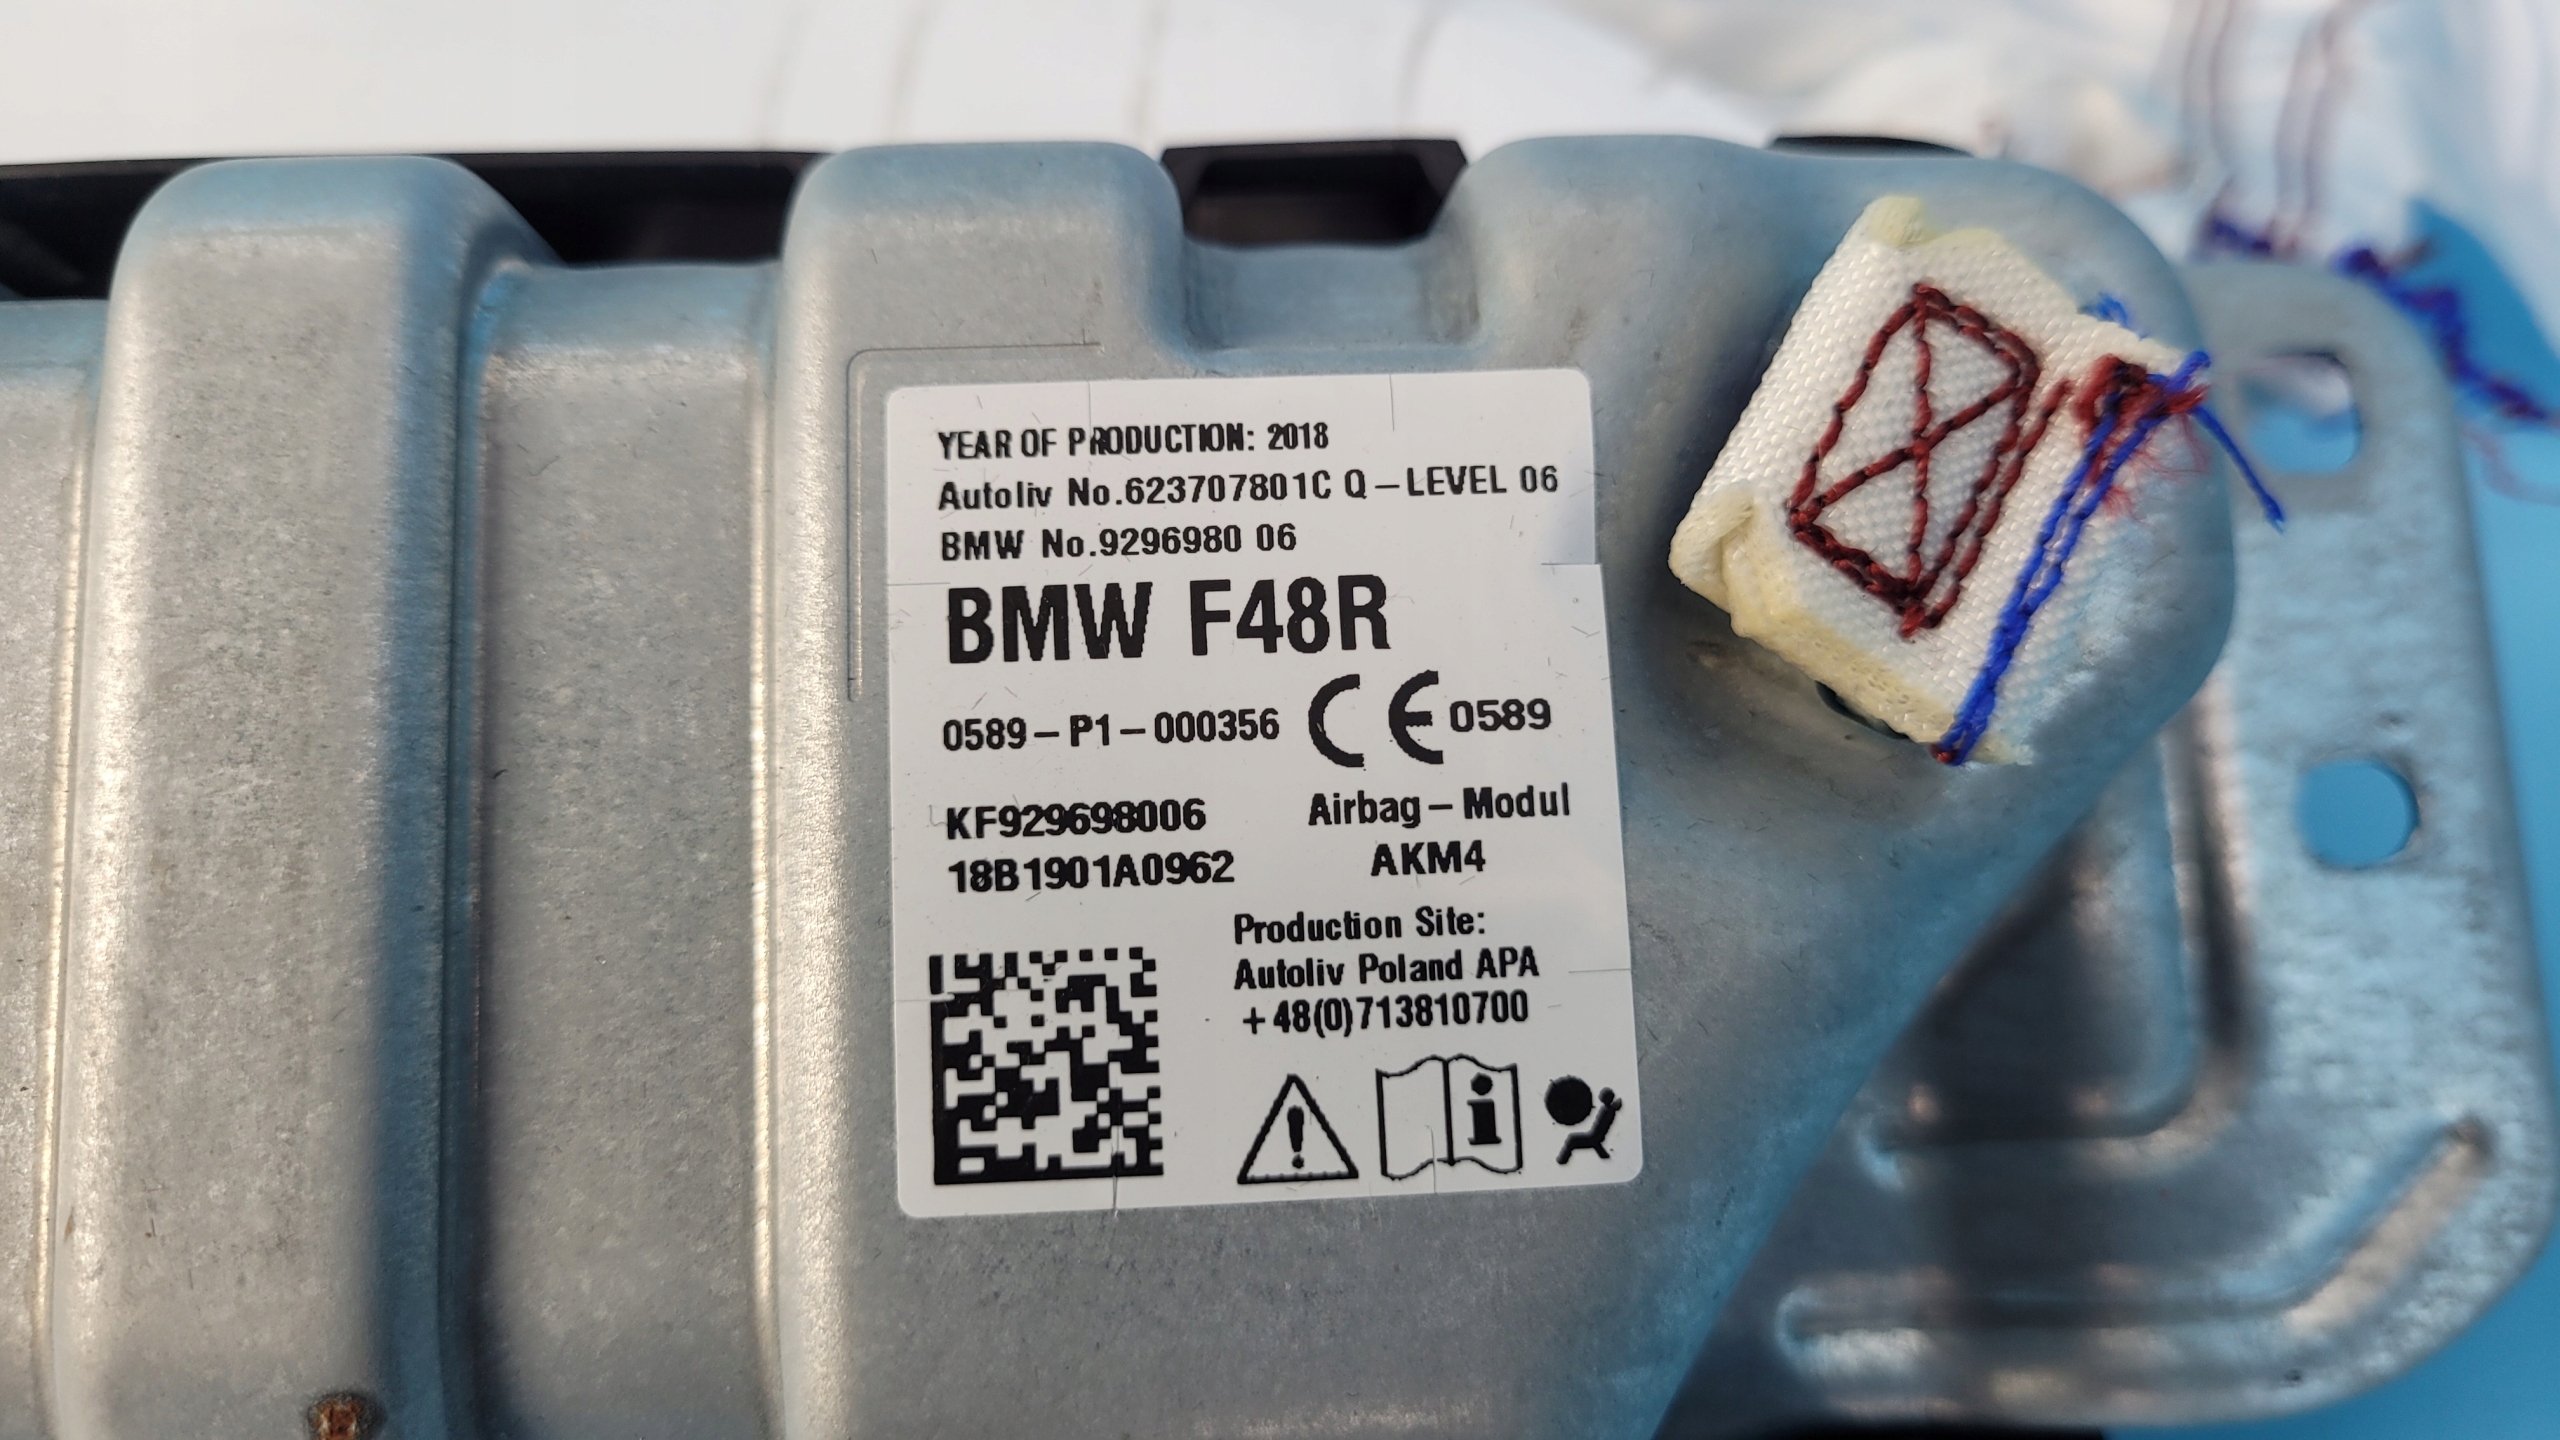 YEAR OF PRODUCTION: 2018
Autoliv No.623707801C Q-LEVEL 06
BMW No.9296980 06
BMW F48R
0589-P1-000356 CE 0589
KF929698006 Airbag-Modul
18B1901A0962 AKM4
Production Site:
Autoliv Poland APA
+48(0)713810700